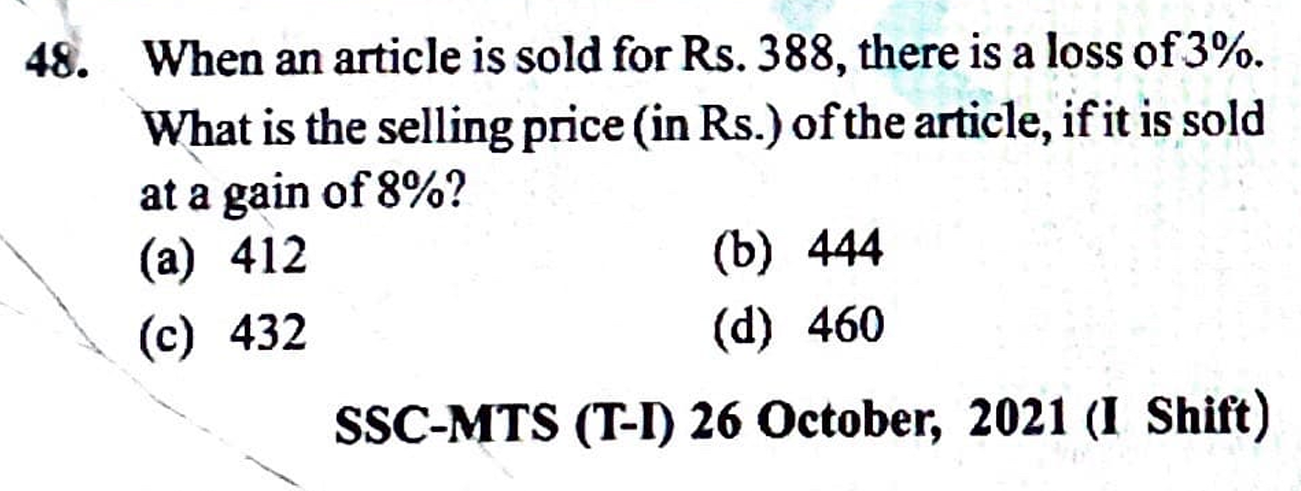 48. When an article is sold for Rs. 388, there is a loss of 3%.
What is the selling price (in Rs.) of the article, if it is sold
at a gain of 8%?
(a) 412 (b) 444
(c) 432 (d) 460
SSC-MTS (T-I) 26 October, 2021 (I Shift)